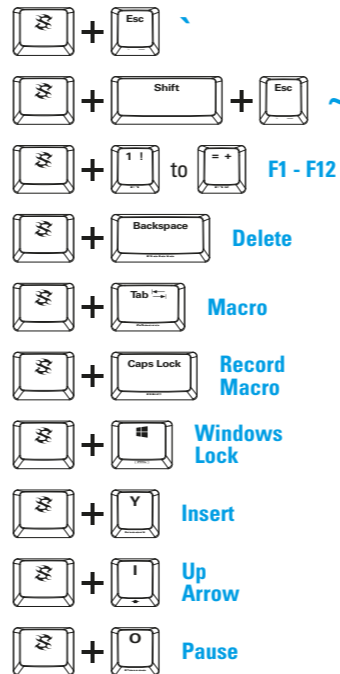 + Esc `
+ Shift + Esc ~
+ 1 ! to = + F1 - F12
+ Backspace Delete
+ Tab Macro
+ Caps Lock Record
Macro
+ Windows
Lock
+ Y Insert
+ I Up
Arrow
+ O Pause